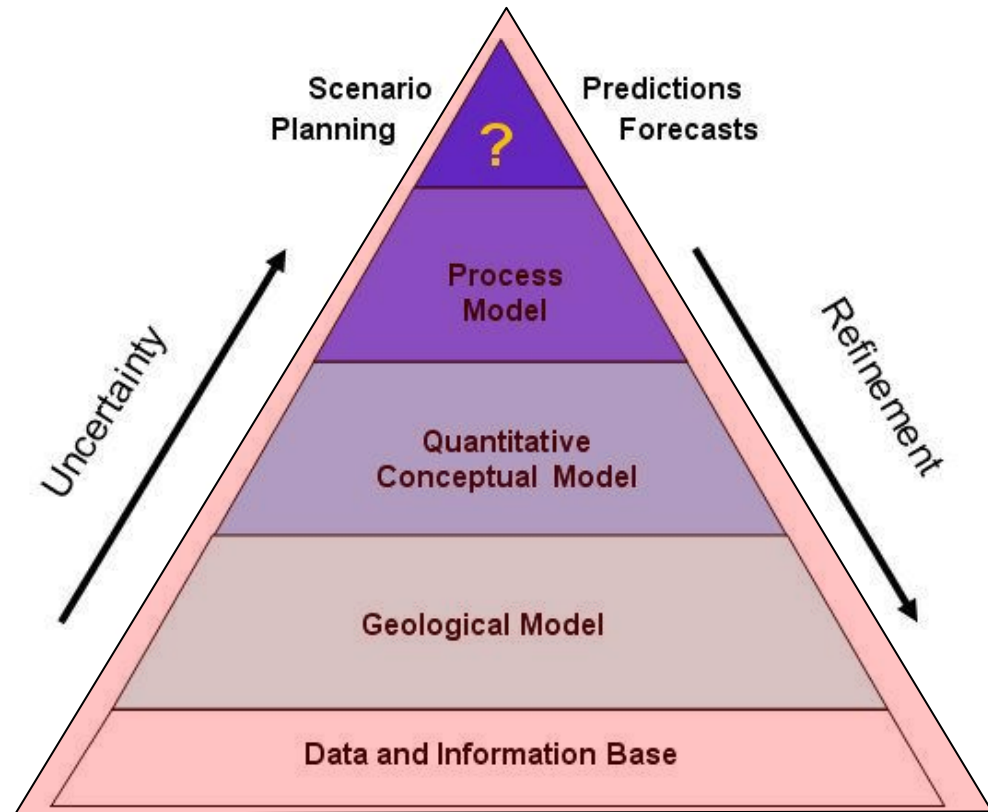 Scenario
Planning
Predictions
Forecasts
?
Process
Model
Uncertainty
Refinement
Quantitative
Conceptual Model
Geological Model
Data and Information Base